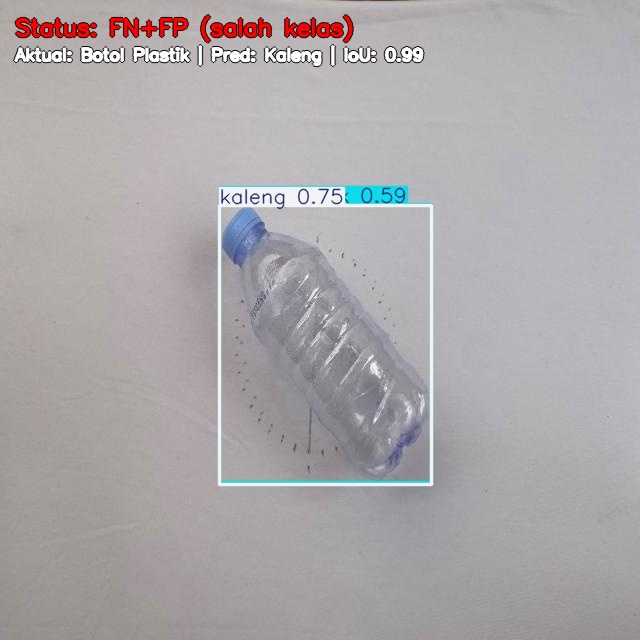 Status: FN+FP (salah kelas)
Aktual: Botol Plastik | Pred: Kaleng | IoU: 0.99
kaleng 0.75 0.59